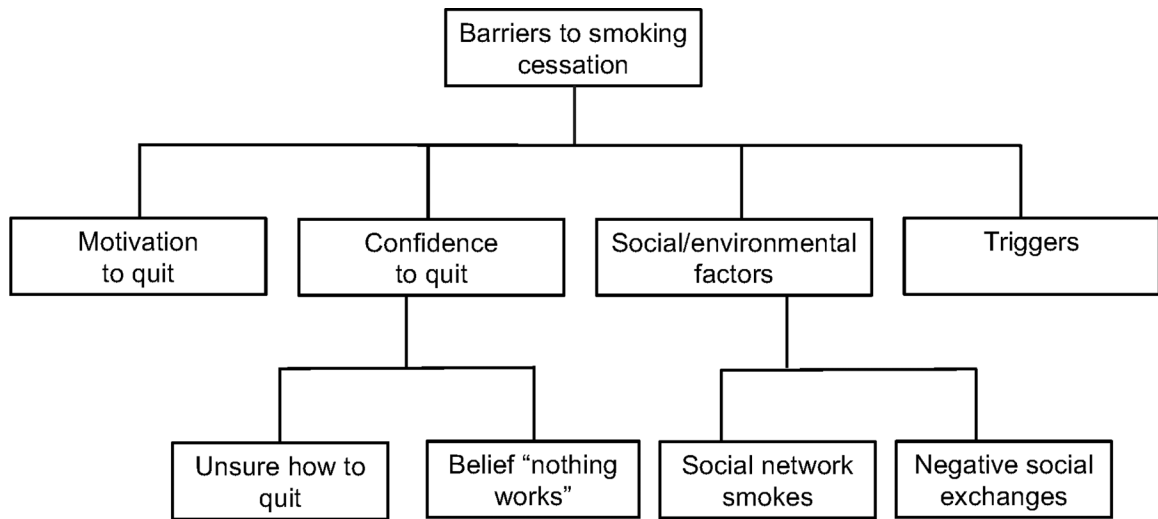 Barriers to smoking
cessation
Motivation
to quit
Confidence
to quit
Social/environmental
factors
Triggers
Unsure how to
quit
Belief “nothing
works”
Social network
smokes
Negative social
exchanges